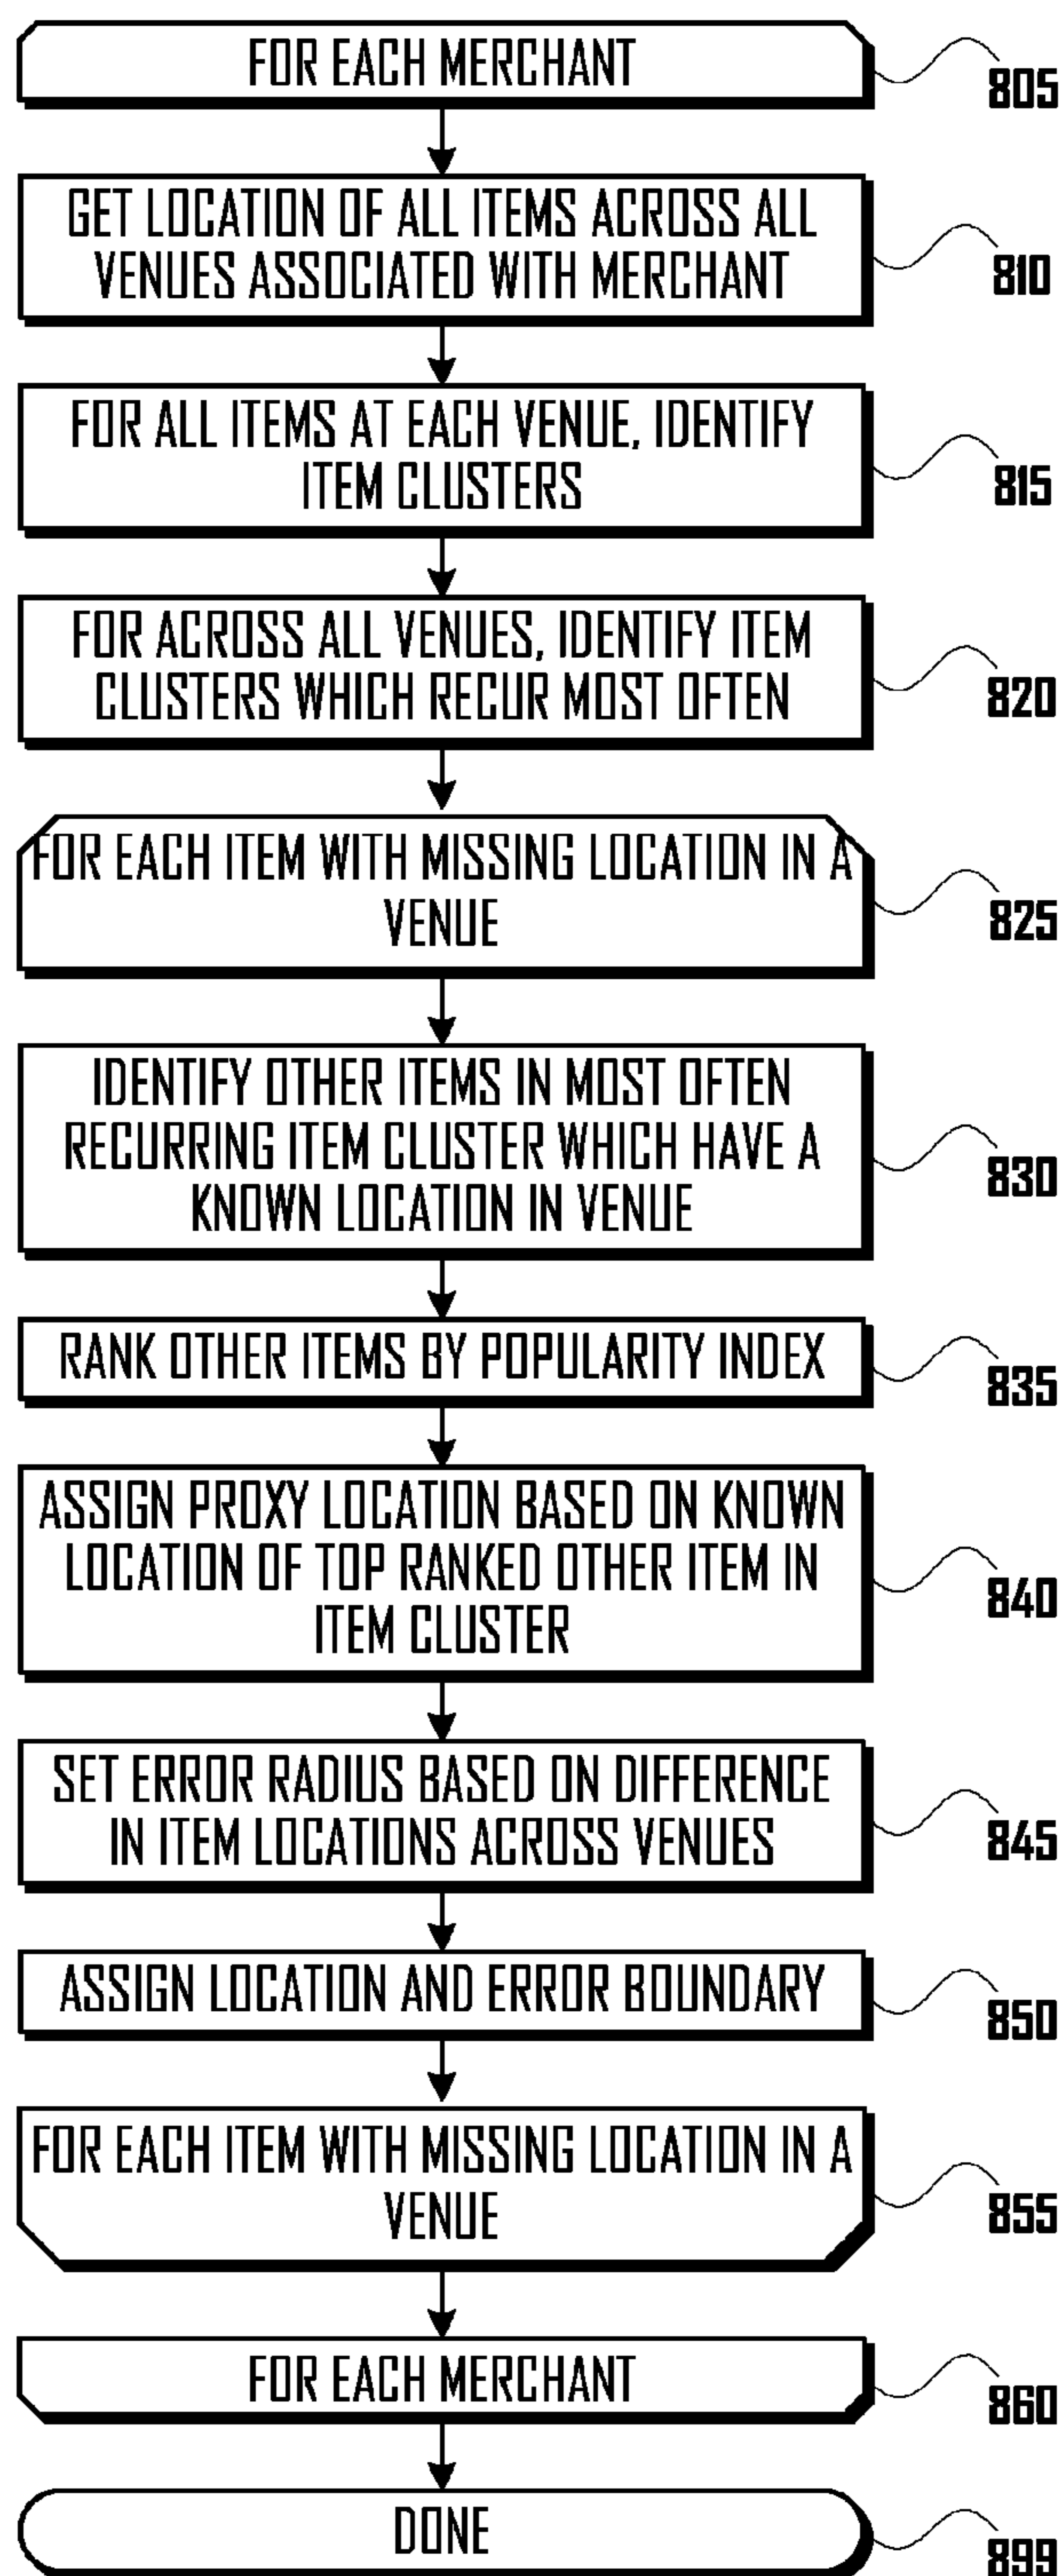 FOR EACH MERCHANT
805
GET LOCATION OF ALL ITEMS ACROSS ALL
VENUES ASSOCIATED WITH MERCHANT
810
FOR ALL ITEMS AT EACH VENUE, IDENTIFY
ITEM CLUSTERS
815
FOR ACROSS ALL VENUES, IDENTIFY ITEM
CLUSTERS WHICH RECUR MOST OFTEN
820
FOR EACH ITEM WITH MISSING LOCATION IN A
VENUE
825
IDENTIFY OTHER ITEMS IN MOST OFTEN
RECURRING ITEM CLUSTER WHICH HAVE A
KNOWN LOCATION IN VENUE
830
RANK OTHER ITEMS BY POPULARITY INDEX
835
ASSIGN PROXY LOCATION BASED ON KNOWN
LOCATION OF TOP RANKED OTHER ITEM IN
ITEM CLUSTER
840
SET ERROR RADIUS BASED ON DIFFERENCE
IN ITEM LOCATIONS ACROSS VENUES
845
ASSIGN LOCATION AND ERROR BOUNDARY
850
FOR EACH ITEM WITH MISSING LOCATION IN A
VENUE
855
FOR EACH MERCHANT
860
DONE
899